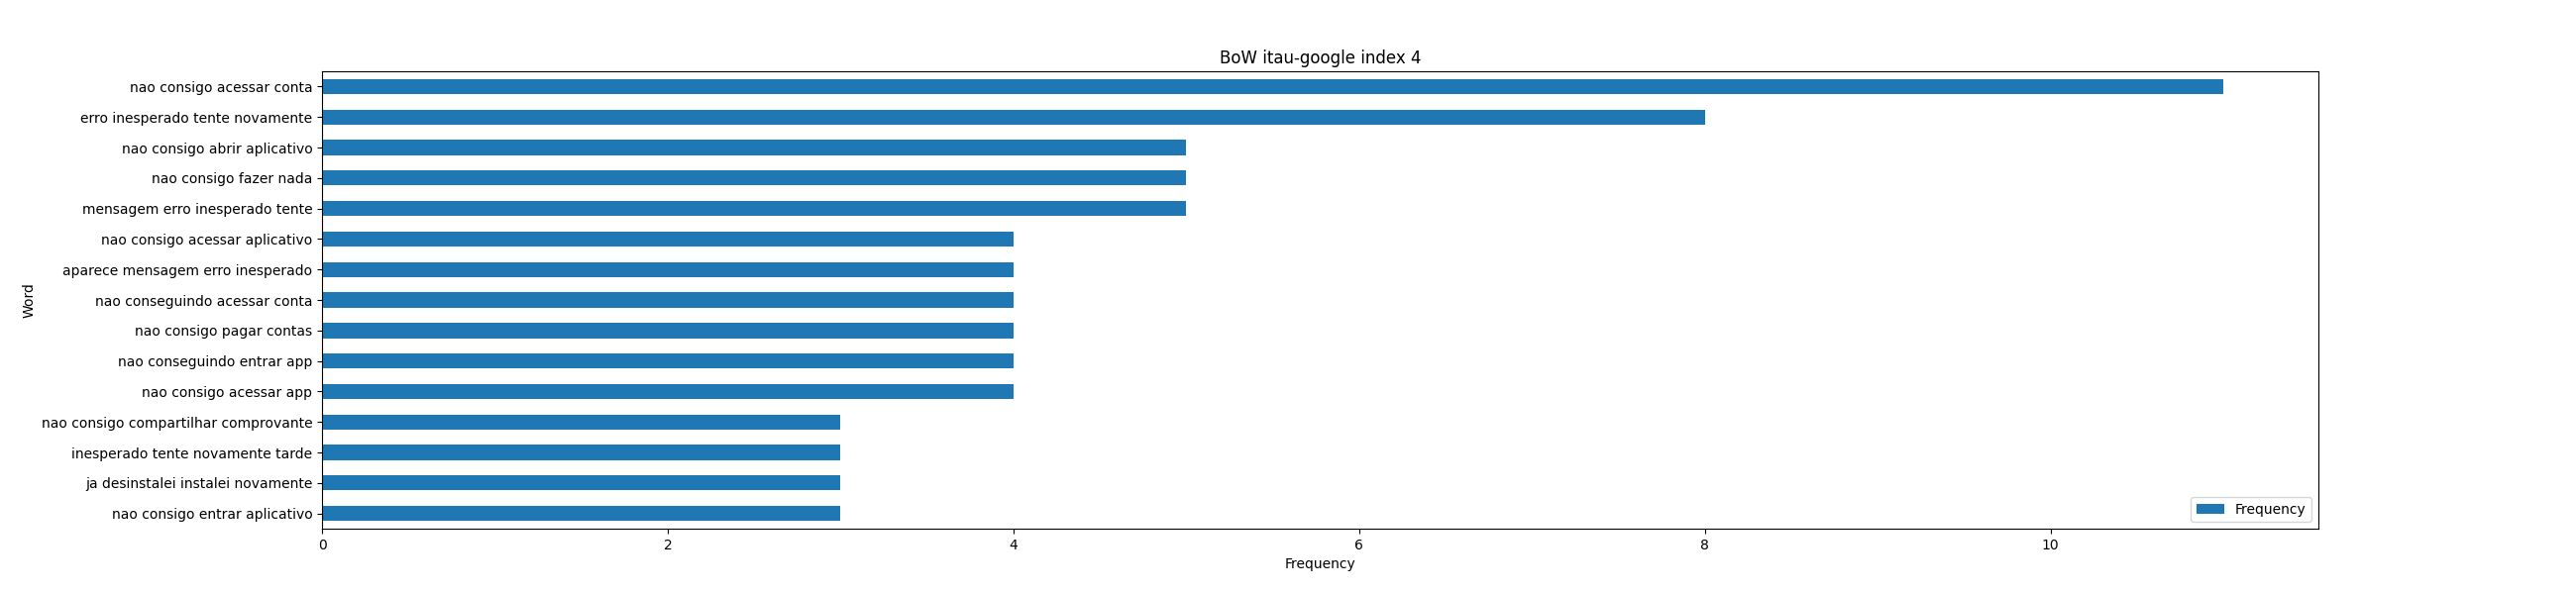 BoW itau-google index 4
nao consigo acessar conta
erro inesperado tente novamente
nao consigo abrir aplicativo
nao consigo fazer nada
mensagem erro inesperado tente
nao consigo acessar aplicativo
aparece mensagem erro inesperado
nao conseguindo acessar conta
nao consigo pagar contas
nao conseguindo entrar app
nao consigo acessar app
nao consigo compartilhar comprovante
inesperado tente novamente tarde
ja desinstalei instalei novamente
nao consigo entrar aplicativo
Word
Frequency
0 2 4 6 8 10
Frequency